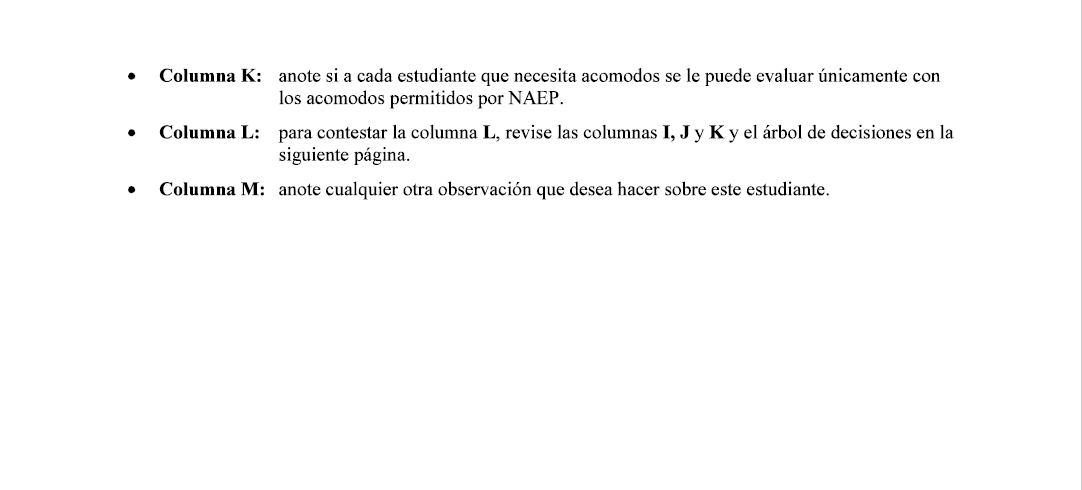 • Columna K: anote si a cada estudiante que necesita acomodos se le puede evaluar únicamente con
los acomodos permitidos por NAEP.
• Columna L: para contestar la columna L, revise las columnas I, J y K y el árbol de decisiones en la
siguiente página.
• Columna M: anote cualquier otra observación que desea hacer sobre este estudiante.